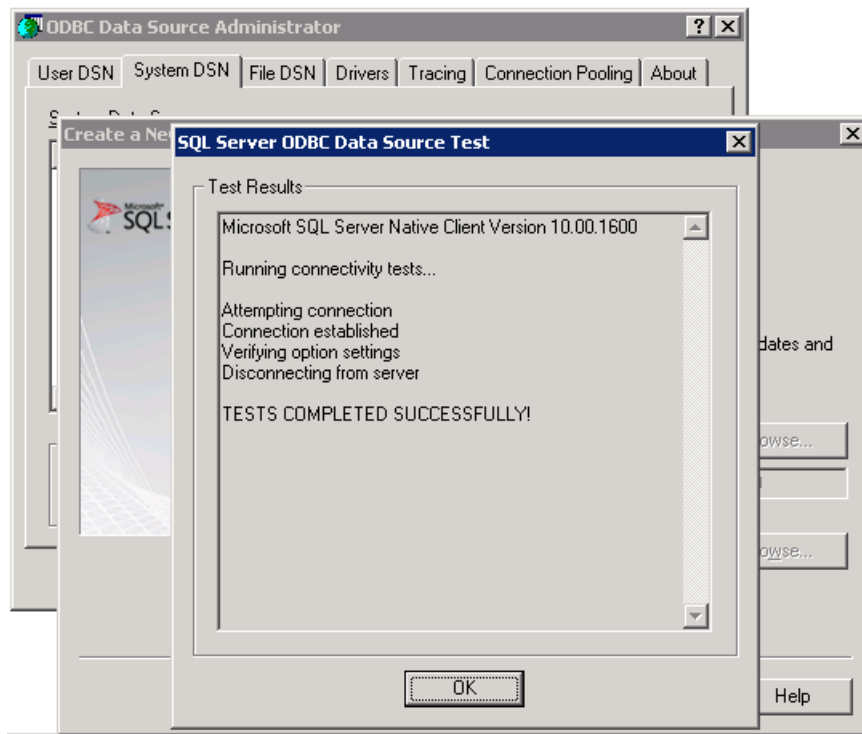 ODBC Data Source Administrator
User DSN System DSN File DSN Drivers Tracing Connection Pooling About
Create a
SQL Server ODBC Data Source Test
Microsoft
Test Results
Microsoft SQL Server Native Client Version 10.00.1600
Running connectivity tests...
Attempting connection
Connection established
Verifying option settings
Disconnecting from server
TESTS COMPLETED SUCCESSFULLY!
and
OK
Help